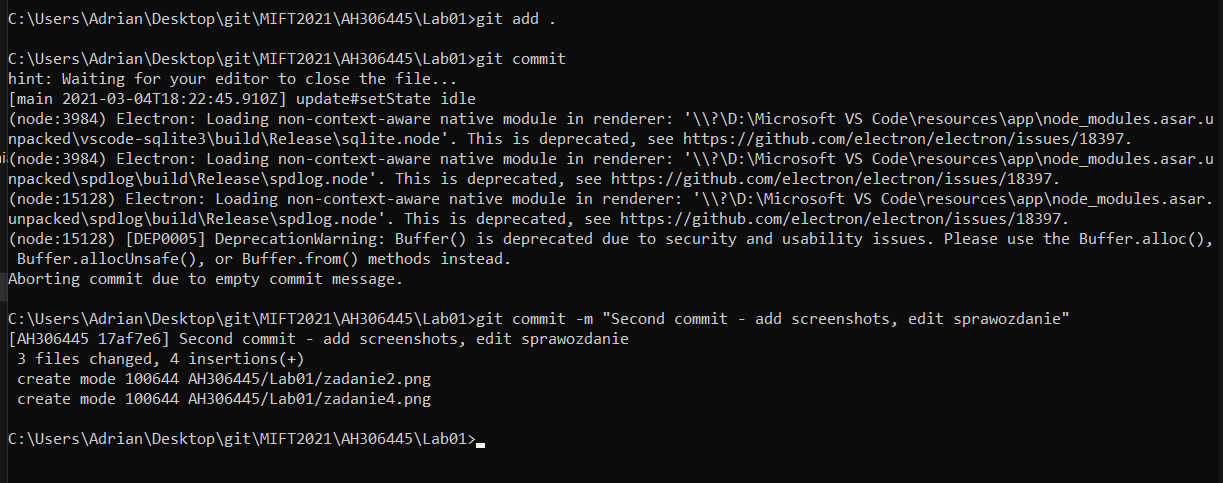 C:\Users\Adrian\Desktop\git\MIFT2021\AH306445\Lab01>git add .
C:\Users\Adrian\Desktop\git\MIFT2021\AH306445\Lab01>git commit
hint: Waiting for your editor to close the file...
[main 2021-03-04T18:22:45.910Z] update#setState idle
(node:3984) Electron: Loading non-context-aware native module in renderer: '\\?\D:\Microsoft VS Code\resources\app\node_modules.asar.u
npacked\vscode-sqlite3\build\Release\sqlite.node'. This is deprecated, see https://github.com/electron/electron/issues/18397.
(node:3984) Electron: Loading non-context-aware native module in renderer: '\\?\D:\Microsoft VS Code\resources\app\node_modules.asar.u
npacked\spdlog\build\Release\spdlog.node'. This is deprecated, see https://github.com/electron/electron/issues/18397.
(node:15128) Electron: Loading non-context-aware native module in renderer: '\\?\D:\Microsoft VS Code\resources\app\node_modules.asar.
unpacked\spdlog\build\Release\spdlog.node'. This is deprecated, see https://github.com/electron/electron/issues/18397.
(node:15128) [DEP0005] DeprecationWarning: Buffer() is deprecated due to security and usability issues. Please use the Buffer.alloc(),
 Buffer.allocUnsafe(), or Buffer.from() methods instead.
Aborting commit due to empty commit message.
C:\Users\Adrian\Desktop\git\MIFT2021\AH306445\Lab01>git commit -m "Second commit - add screenshots, edit sprawozdanie"
[AH306445 17af7e6] Second commit - add screenshots, edit sprawozdanie
 3 files changed, 4 insertions(+)
 create mode 100644 AH306445/Lab01/zadanie2.png
 create mode 100644 AH306445/Lab01/zadanie4.png
C:\Users\Adrian\Desktop\git\MIFT2021\AH306445\Lab01>